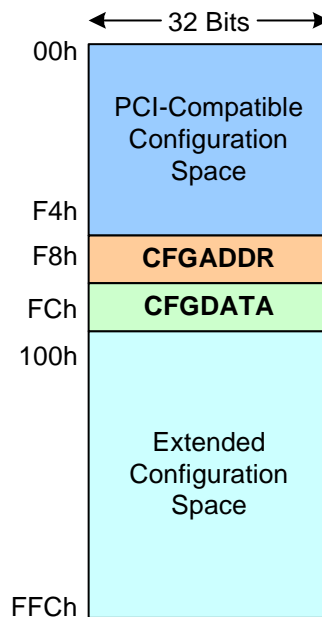 32 Bits
00h
PCI-Compatible
Configuration
Space
F4h
F8h
CFGADDR
FCh
CFGDATA
100h
Extended
Configuration
Space
FFCh